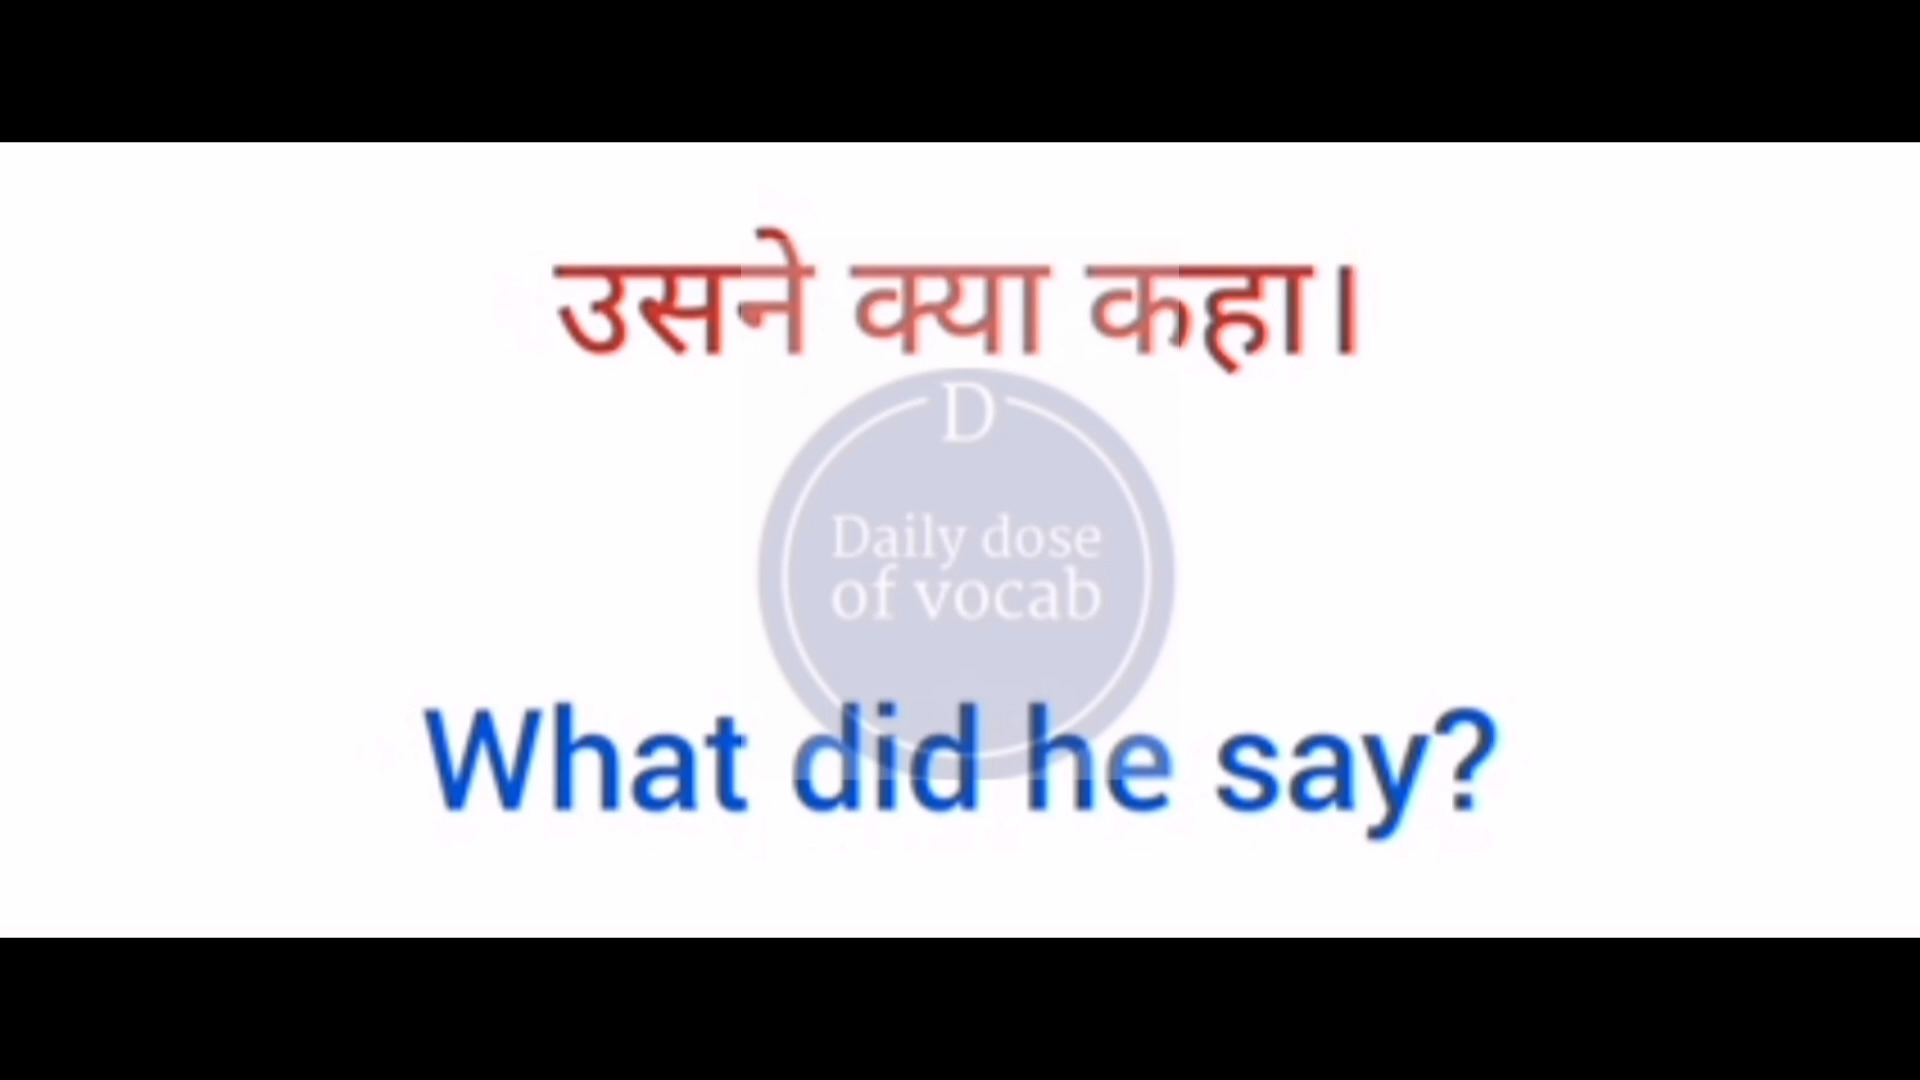 उसने क्या कहा।
D
Daily dose
of vocab
What did he say?